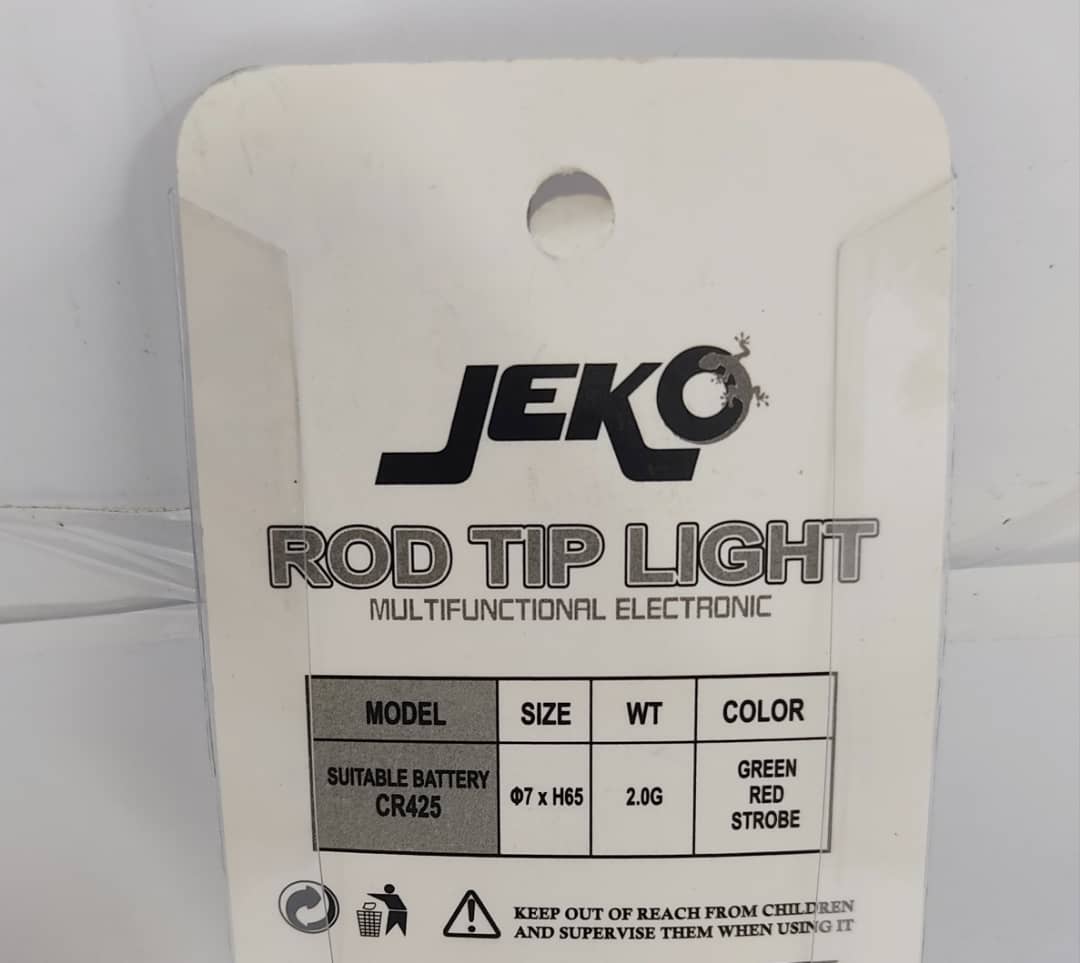 JEKO
ROD TIP LIGHT
MULTIFUNCTIONAL ELECTRONIC
MODEL SIZE WT COLOR
SUITABLE BATTERY
CR425
Φ7 x H65
2.0G
GREEN
RED
STROBE
KEEP OUT OF REACH FROM CHILDREN
AND SUPERVISE THEM WHEN USING IT